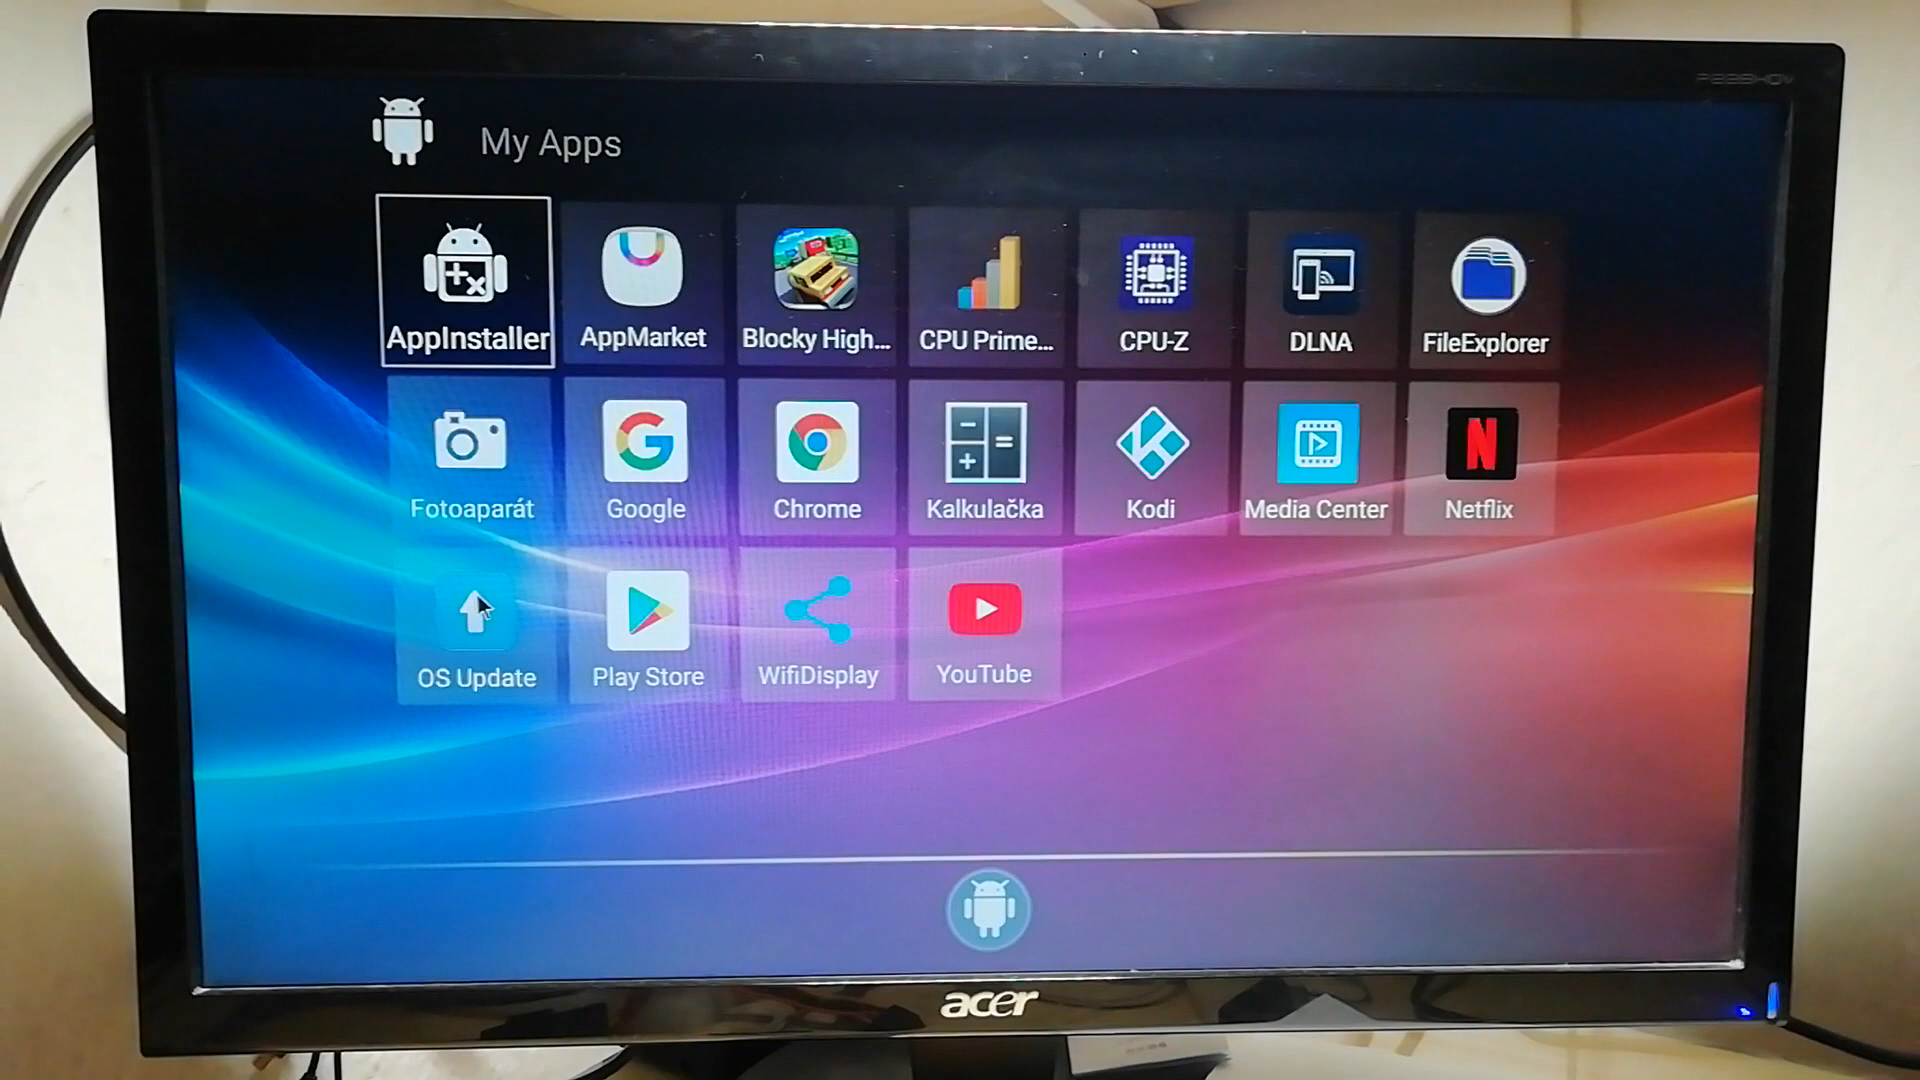 My Apps
AppInstaller
AppMarket
Blocky High...
CPU Prime...
CPU-Z
DLNA
FileExplorer
Fotoaparát
Google
Chrome
Kalkulačka
Kodi
Media Center
Netflix
OS Update
Play Store
WifiDisplay
YouTube
acer